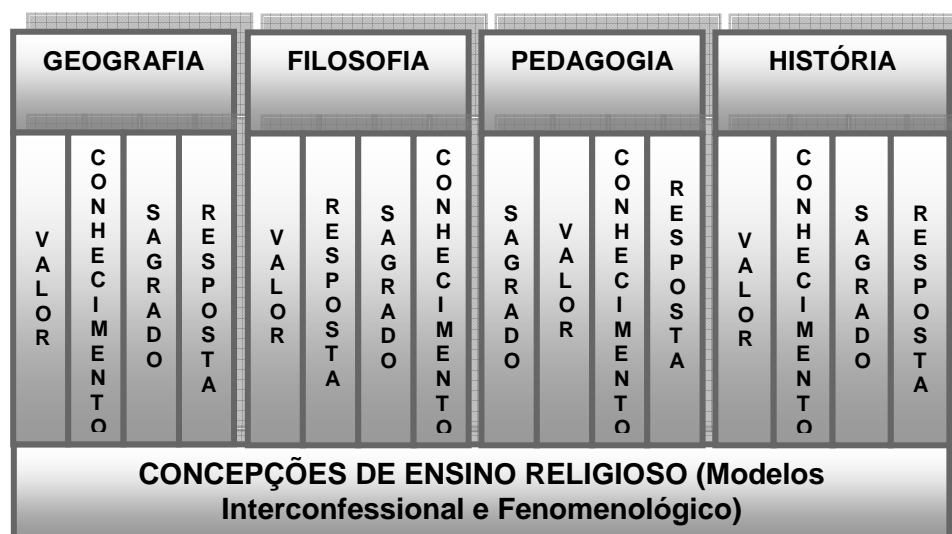 GEOGRAFIA
FILOSOFIA
PEDAGOGIA
HISTÓRIA
VALOR
CONHECIMENTO
SAGRADO
RESPOSTA
VALOR
RESPOSTA
SAGRADO
CONHECIMENTO
SAGRADO
VALOR
CONHECIMENTO
RESPOSTA
VALOR
CONHECIMENTO
SAGRADO
RESPOSTA
CONCEPÇÕES DE ENSINO RELIGIOSO (Modelos
Interconfessional e Fenomenológico)